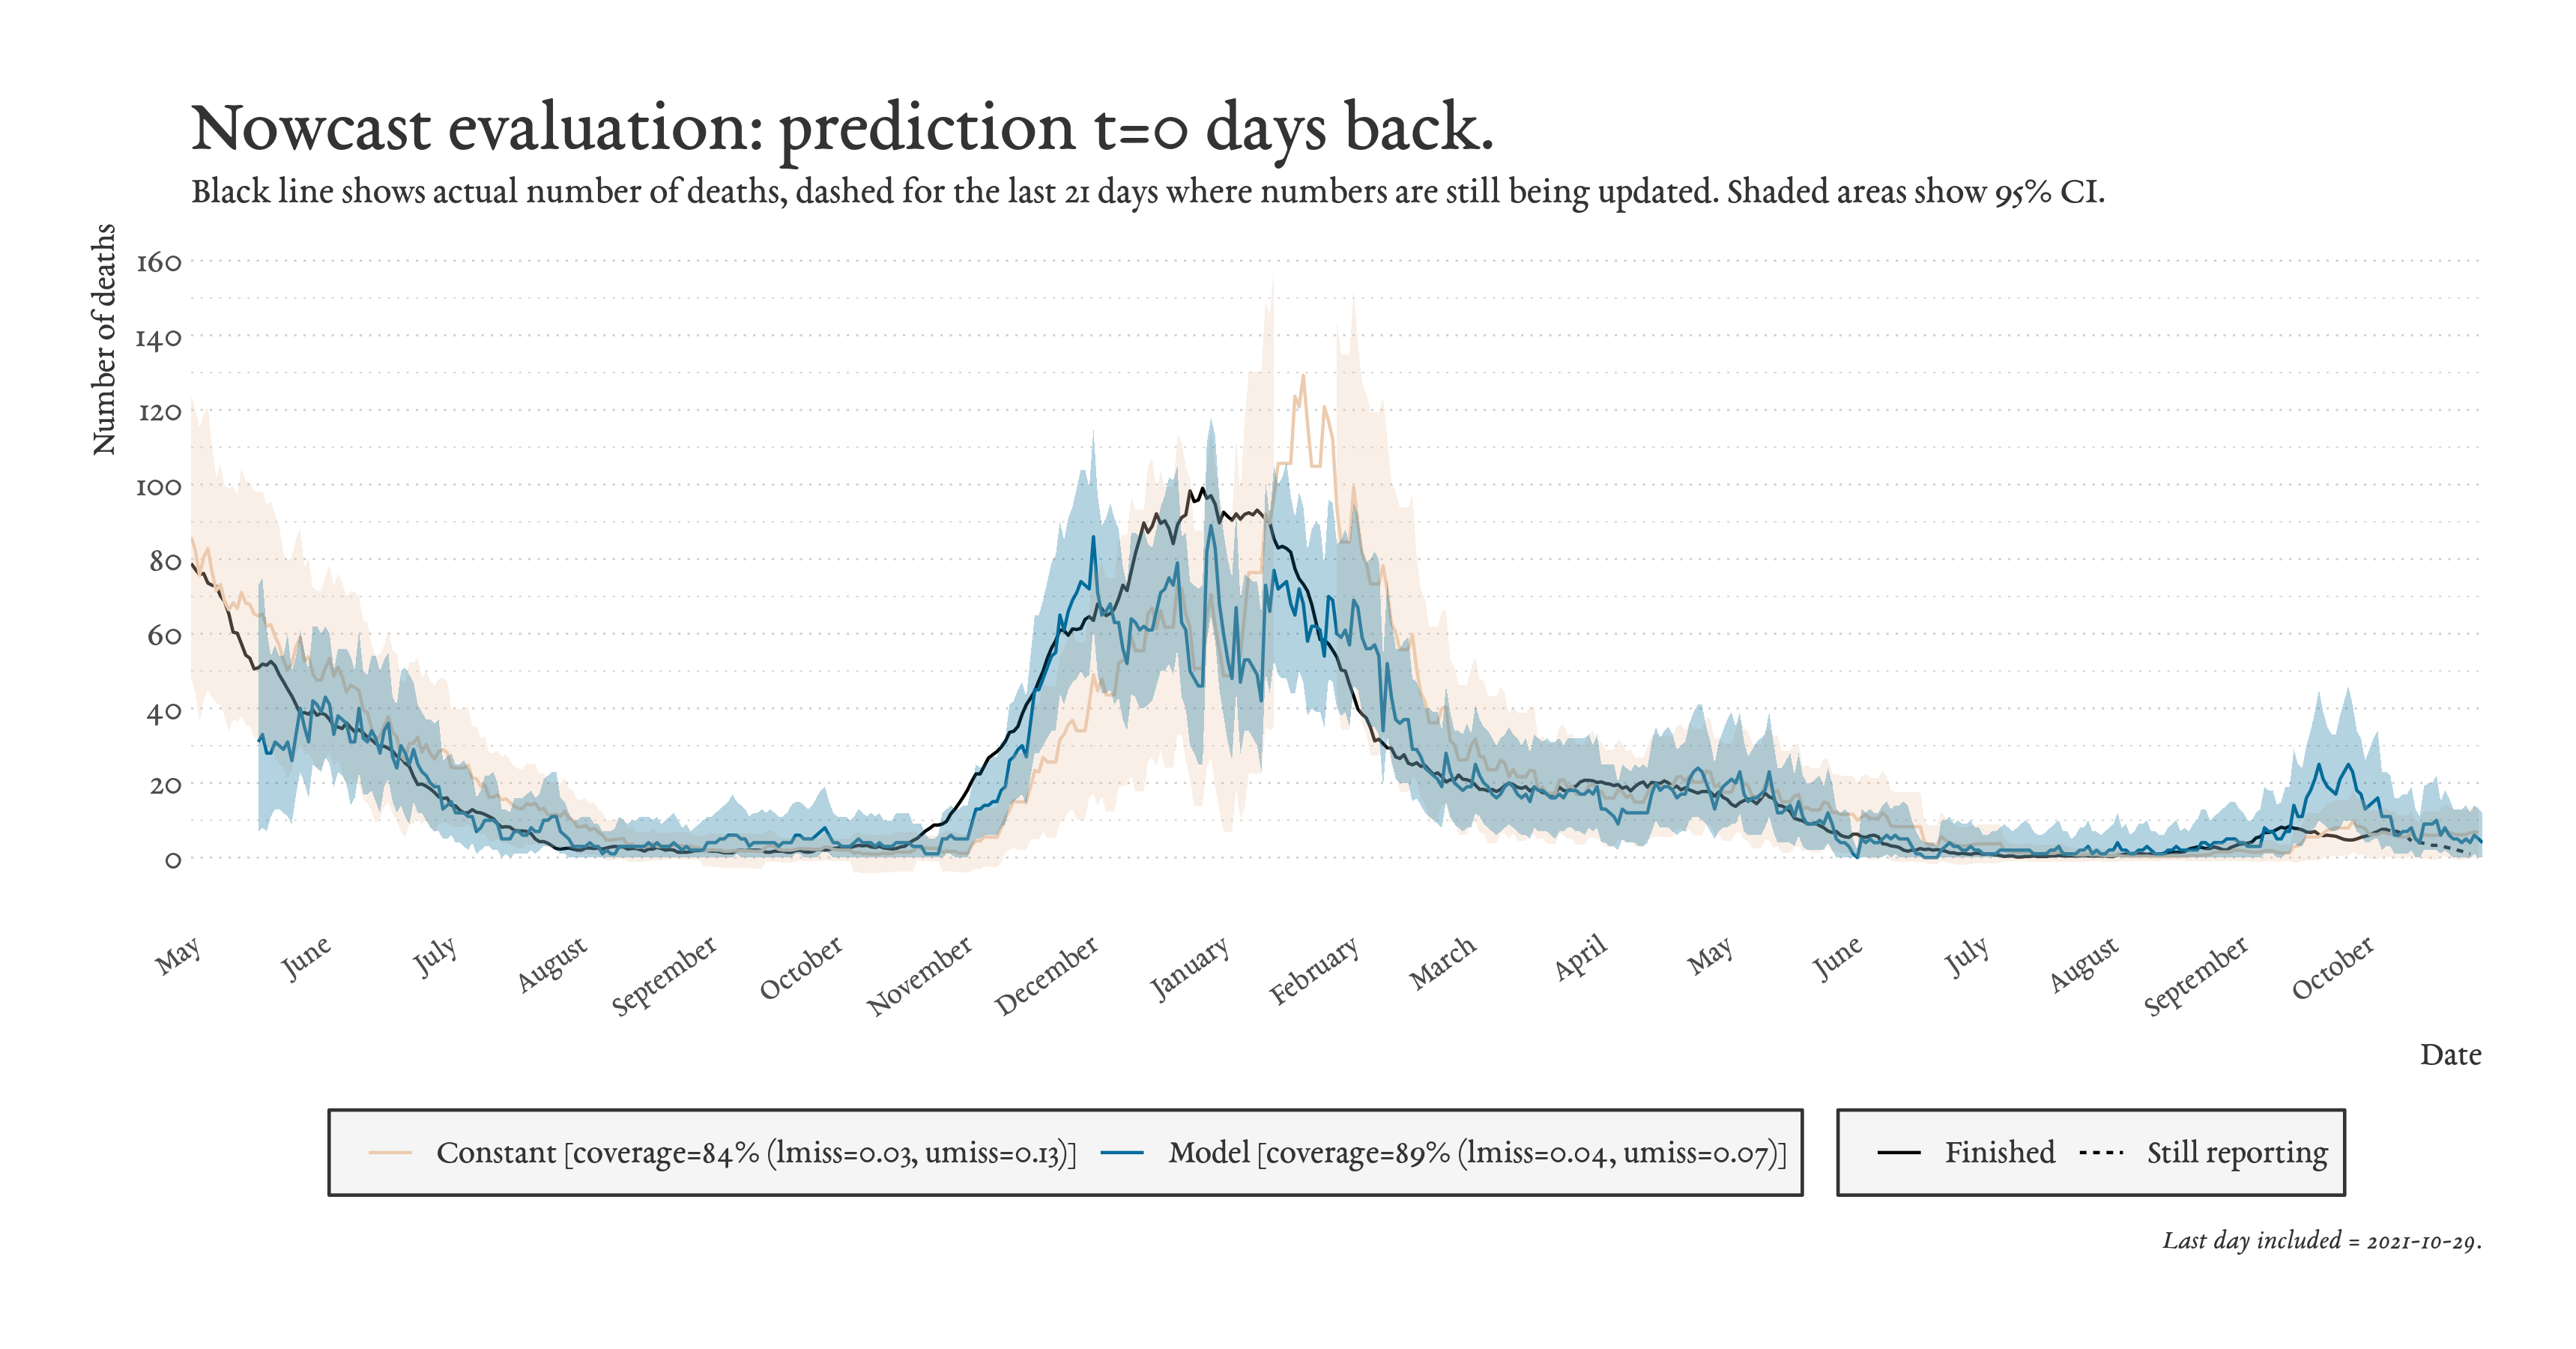 Nowcast evaluation: prediction t=0 days back.
Black line shows actual number of deaths, dashed for the last 21 days where numbers are still being updated. Shaded areas show 95% CI.
Number of deaths
160
140
120
100
80
60
40
20
0
May
June
July
August
September
October
November
December
January
February
March
April
May
June
July
August
September
October
Date
Constant [coverage=84% (lmiss=0.03, umiss=0.13)]
Model [coverage=89% (lmiss=0.04, umiss=0.07)]
Finished
Still reporting
Last day included = 2021-10-29.